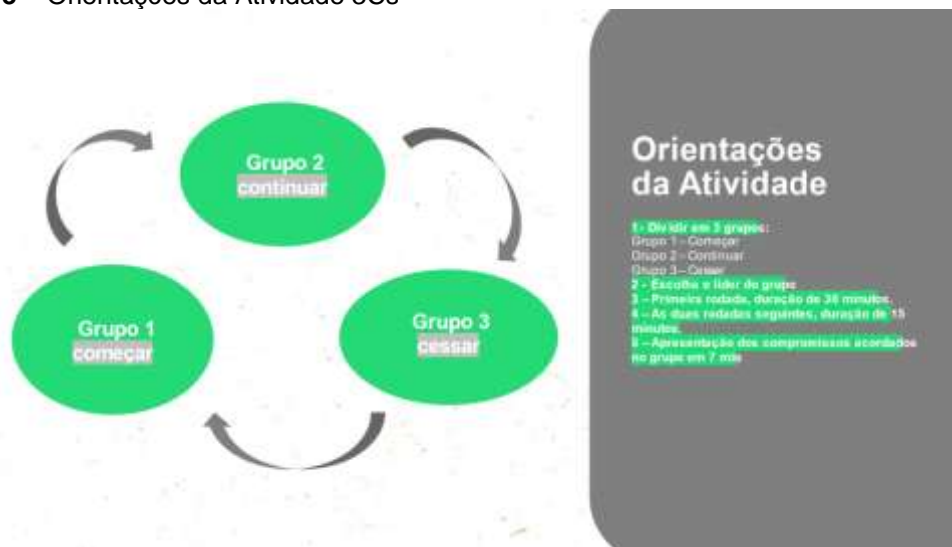 Orientações da Atividade 3Cs
Grupo 2
continuar
Grupo 1
começar
Grupo 3
cessar
Orientações
da Atividade
1 - Dividir em 3 grupos:
Grupo 1 - Começar
Grupo 2 - Continuar
Grupo 3 – Cessar
2 - Escolha o líder do grupo
3 – Primeira rodada, duração de 30 minutos.
4 – As duas rodadas seguintes, duração de 15
minutos.
5 – Apresentação dos compromissos acordados
no grupo em 7 min